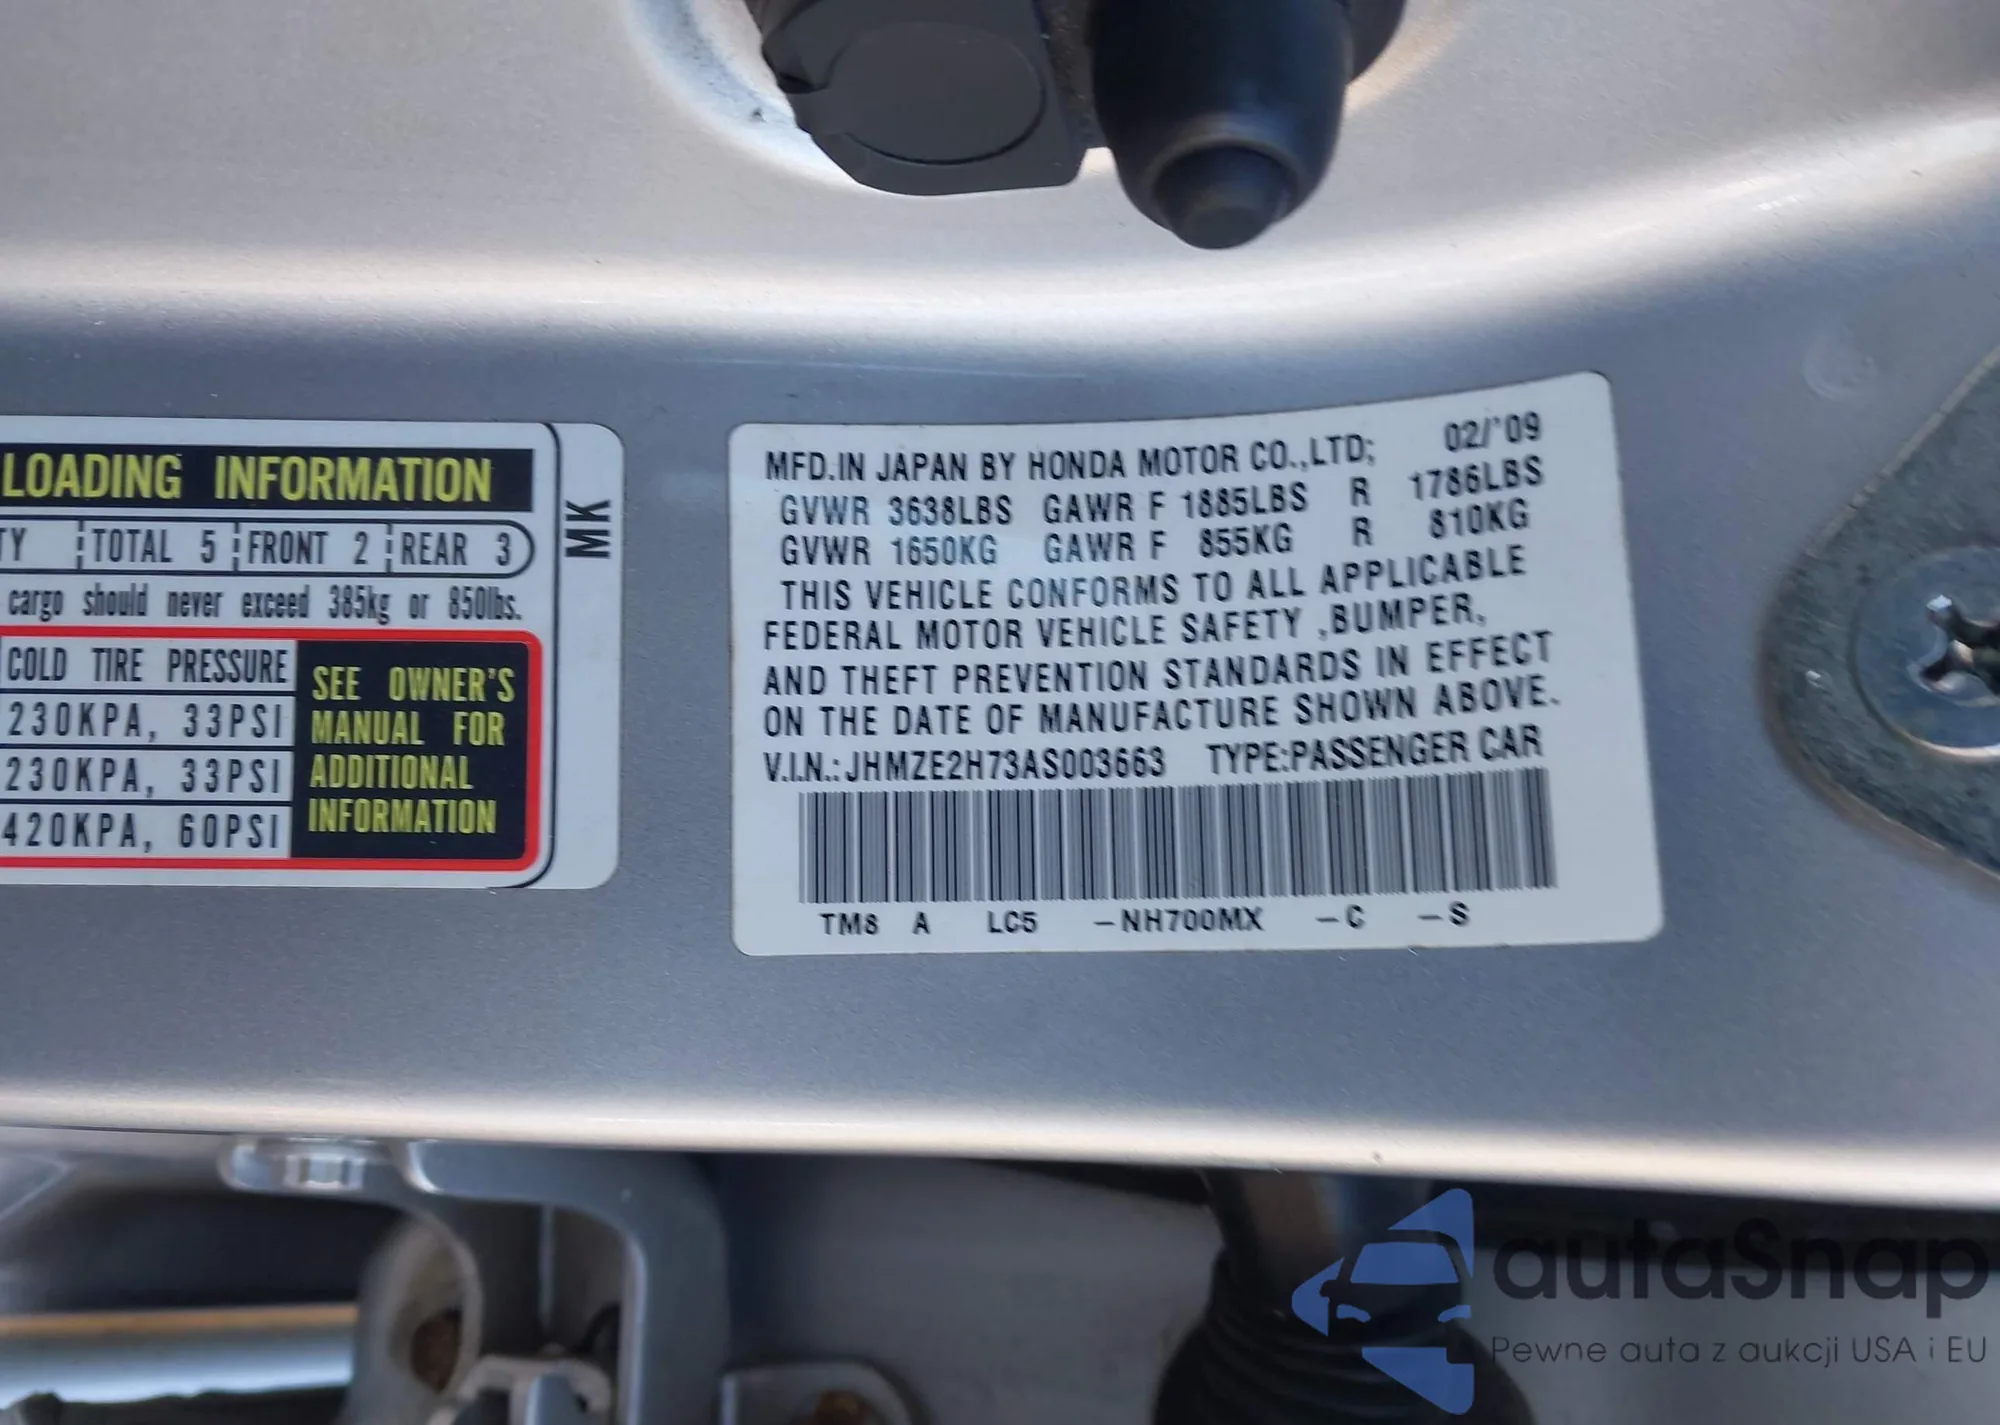 LOADING INFORMATION
TY TOTAL 5 FRONT 2 REAR 3
cargo should never exceed 385kg or 850lbs.
COLD TIRE PRESSURE
230KPA, 33PSI
230KPA, 33PSI
420KPA, 60PSI
SEE OWNER'S
MANUAL FOR
ADDITIONAL
INFORMATION
MK
MFD.IN JAPAN BY HONDA MOTOR CO.,LTD; 02/'09
GVWR 3638LBS GAWR F 1885LBS R 1786LBS
GVWR 1650KG GAWR F 855KG R 810KG
THIS VEHICLE CONFORMS TO ALL APPLICABLE
FEDERAL MOTOR VEHICLE SAFETY ,BUMPER,
AND THEFT PREVENTION STANDARDS IN EFFECT
ON THE DATE OF MANUFACTURE SHOWN ABOVE.
V.I.N.: JHMZE2H73AS003663 TYPE:PASSENGER CAR
TM8 A LC5 -NH700MX -C -S
autaSnap
Pewne auta z aukcji USA i EU